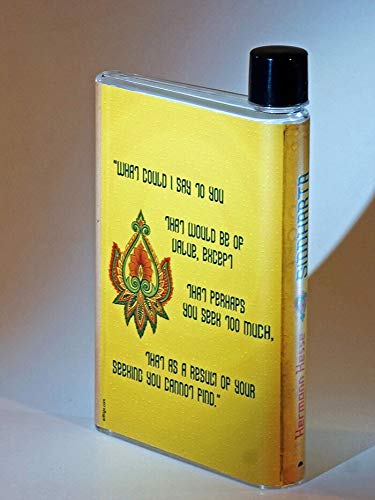 "WHAT COULD I SAY TO YOU
THAT WOULD BE OF
VALUE, EXCEPT
THAT PERHAPS
YOU SEEK TOO MUCH,
THAT AS A RESULT OF YOUR
SEEKING YOU CANNOT FIND."
Hermann Hesse SIDDHARTA